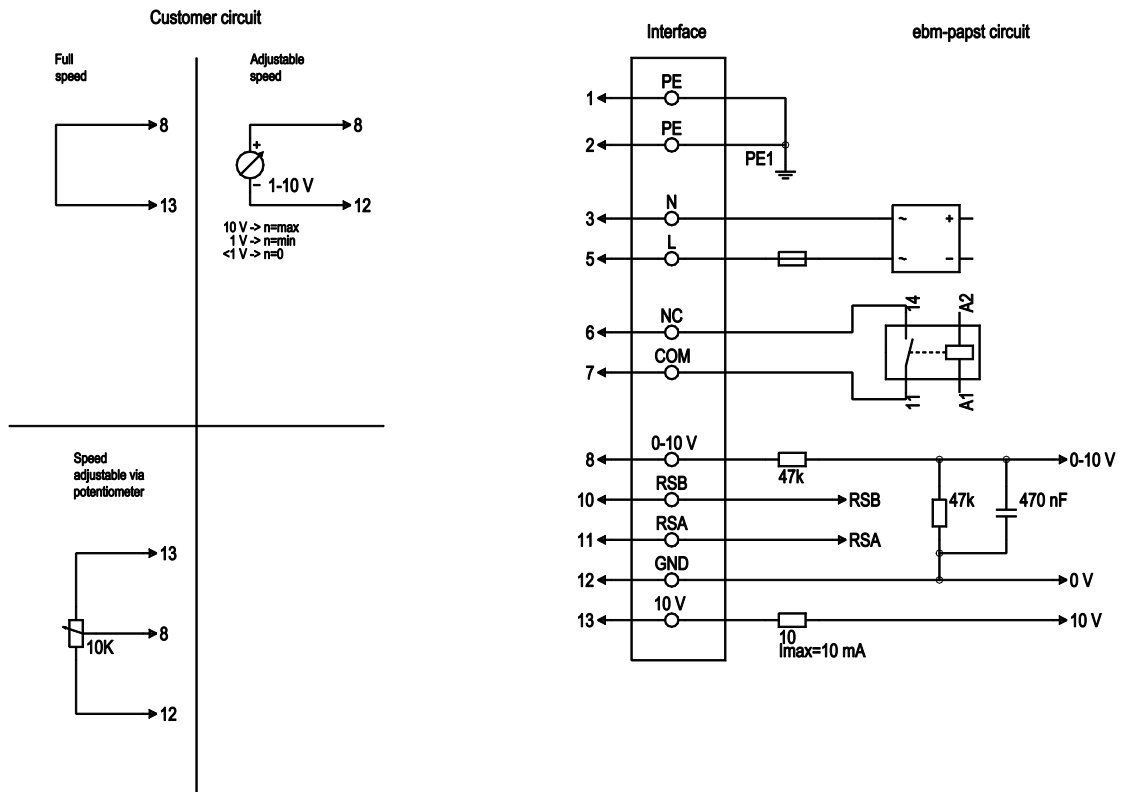 Customer circuit
Full
speed
8
13
Adjustable
speed
8
+
−
1-10 V
12
10 V -> n=max
1 V -> n=min
<1 V -> n=0
Speed
adjustable via
potentiometer
13
8
10K
12
Interface
ebm-papst circuit
1
PE
2
PE
PE1
3
N
~
+
5
L
~
−
6
NC
14
A2
7
COM
11
A1
8
0-10 V
47k
0-10 V
10
RSB
RSB
47k
470 nF
11
RSA
RSA
12
GND
0 V
13
10 V
10
Imax=10 mA
10 V